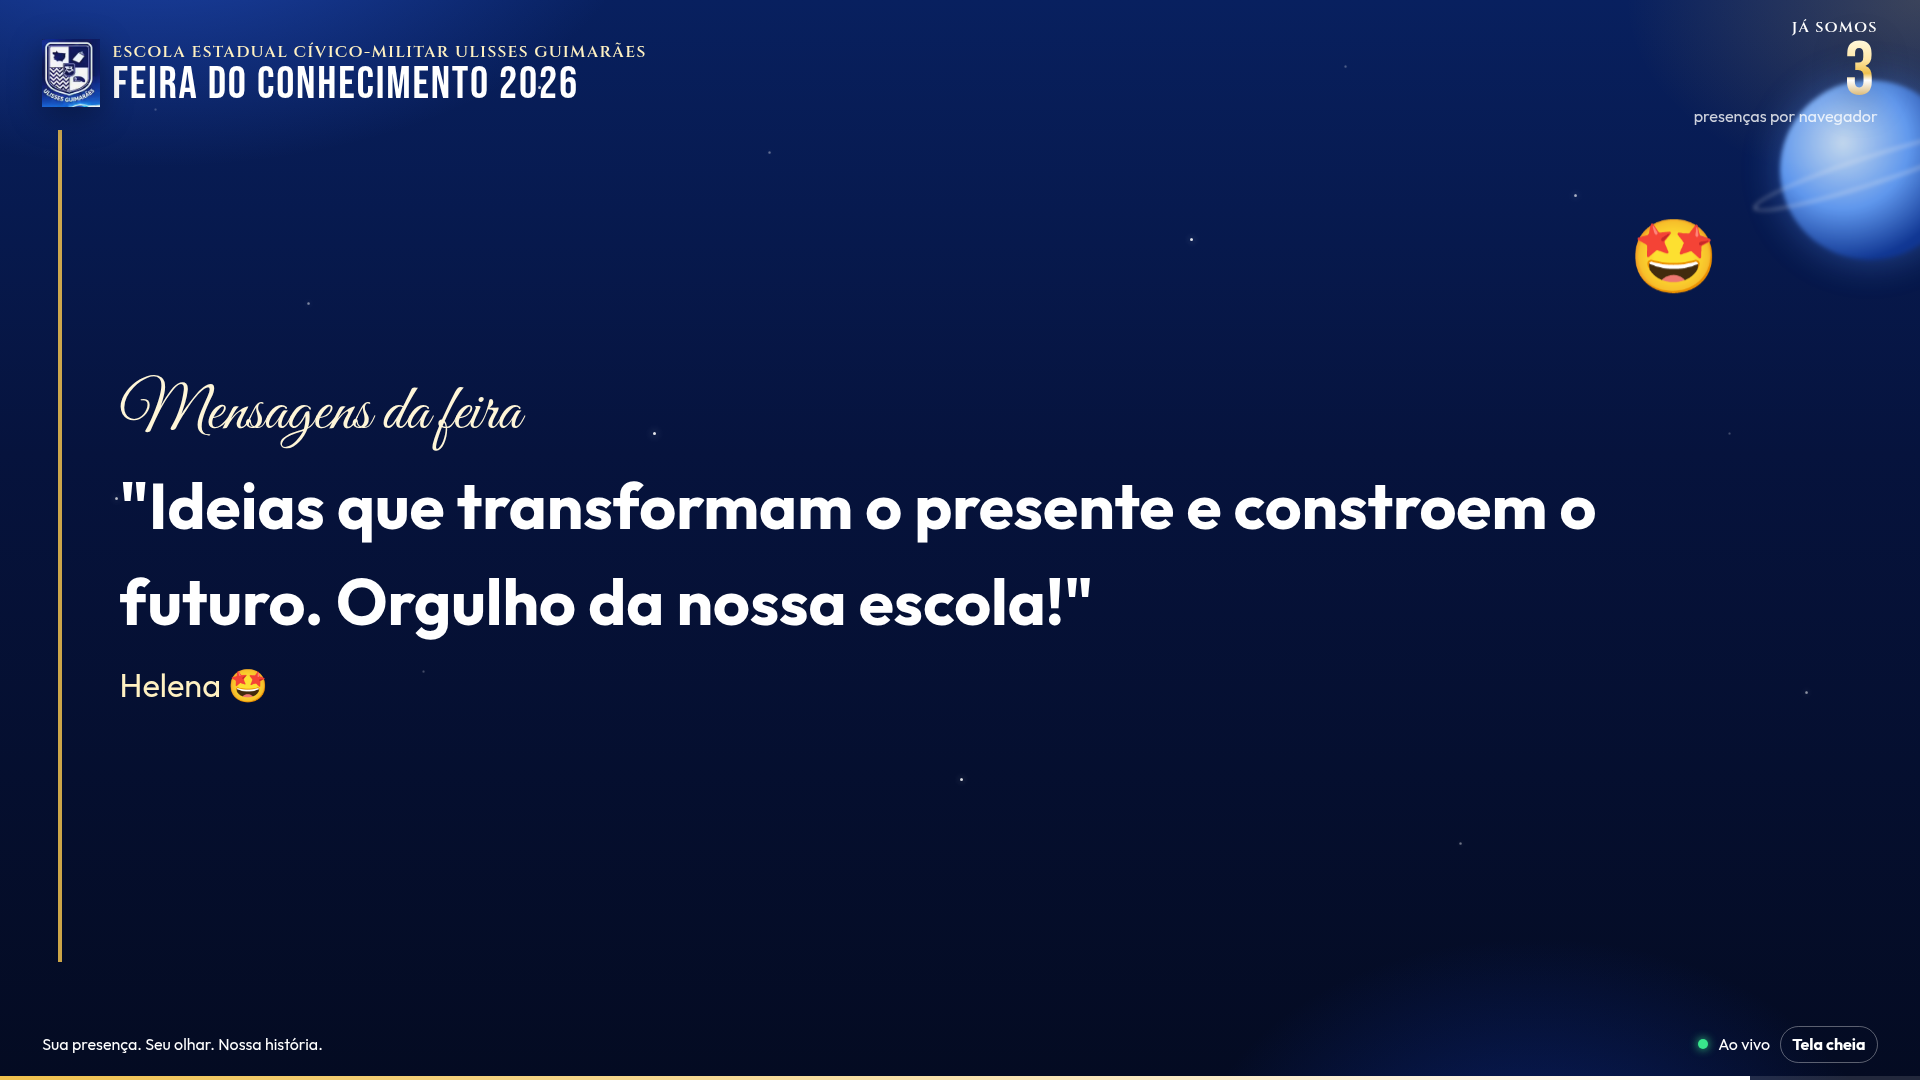 ULISSES GUIMARÃES
ESCOLA ESTADUAL CÍVICO-MILITAR ULISSES GUIMARÃES
FEIRA DO CONHECIMENTO 2026
JÁ SOMOS
3
presenças por navegador
Mensagens da feira
"Ideias que transformam o presente e constroem o
futuro. Orgulho da nossa escola!"
Helena 🤩
Sua presença. Seu olhar. Nossa história.
Ao vivo
Tela cheia